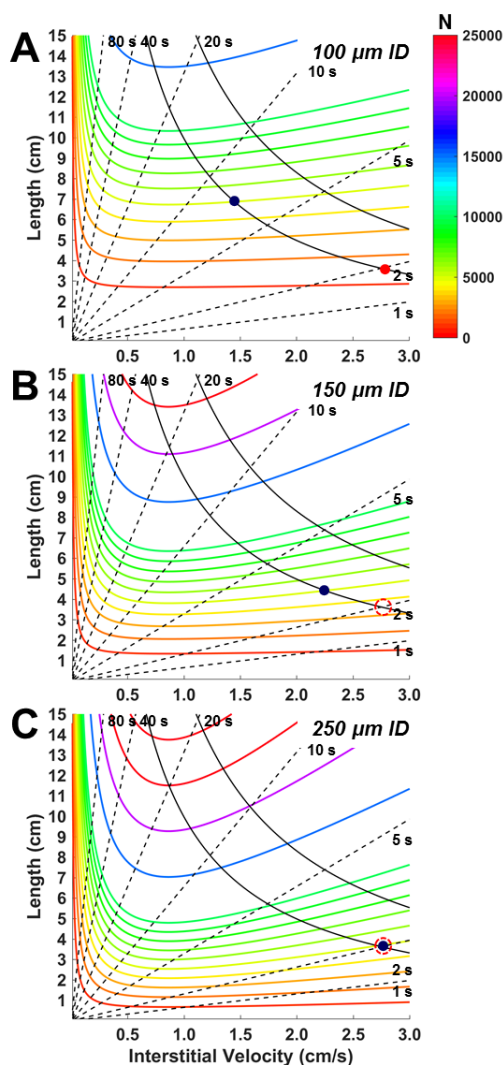 N
A
15
14
13
12
11
10
9
8
7
6
5
4
3
2
1
Length (cm)
80 s 40 s 20 s
100 µm ID
10 s
5 s
2 s
1 s
0.5 1.0 1.5 2.0 2.5 3.0
25000
20000
15000
10000
5000
0
B
15
14
13
12
11
10
9
8
7
6
5
4
3
2
1
Length (cm)
80 s 40 s 20 s
150 µm ID
10 s
5 s
2 s
1 s
0.5 1.0 1.5 2.0 2.5 3.0
C
15
14
13
12
11
10
9
8
7
6
5
4
3
2
1
Length (cm)
80 s 40 s 20 s
250 µm ID
10 s
5 s
2 s
1 s
0.5 1.0 1.5 2.0 2.5 3.0
Interstitial Velocity (cm/s)